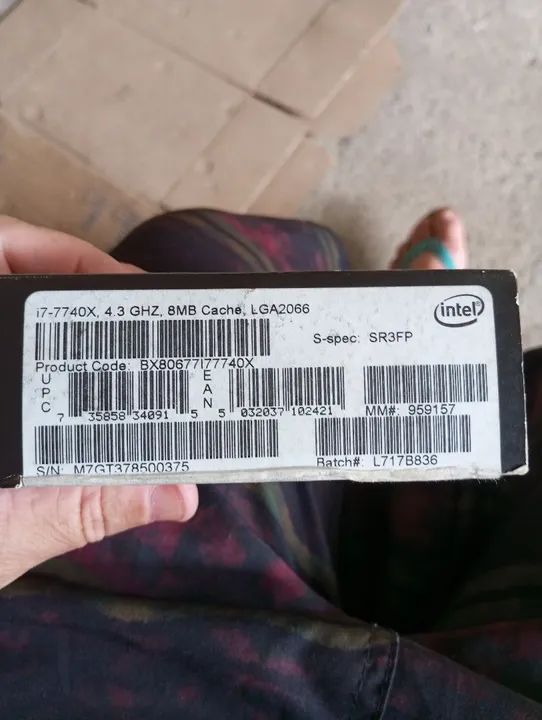 i7-7740X, 4.3 GHZ, 8MB Cache, LGA2066
intel
S-spec: SR3FP
Product Code: BX80677I77740X
UPC
7 35858 34091 5
EAN
5 032037 102421
MM#: 959157
S/N: M7GT378500375
Batch#: L717B836